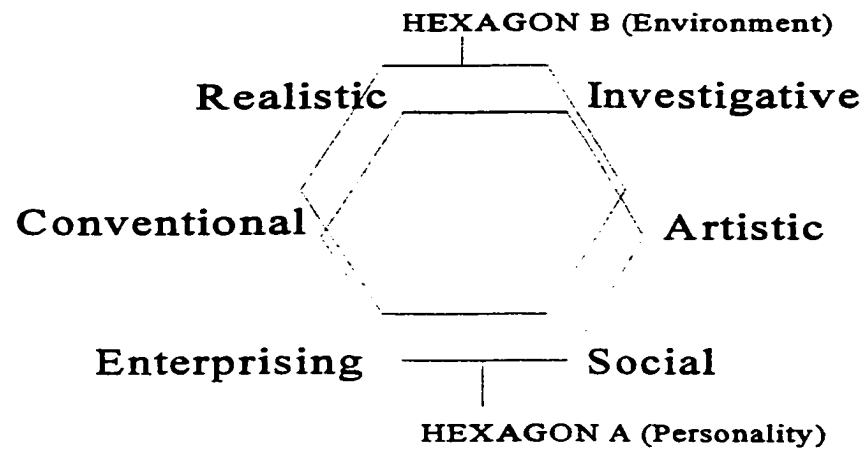 HEXAGON B (Environment)
Realistic
Investigative
Conventional
Artistic
Enterprising
Social
HEXAGON A (Personality)